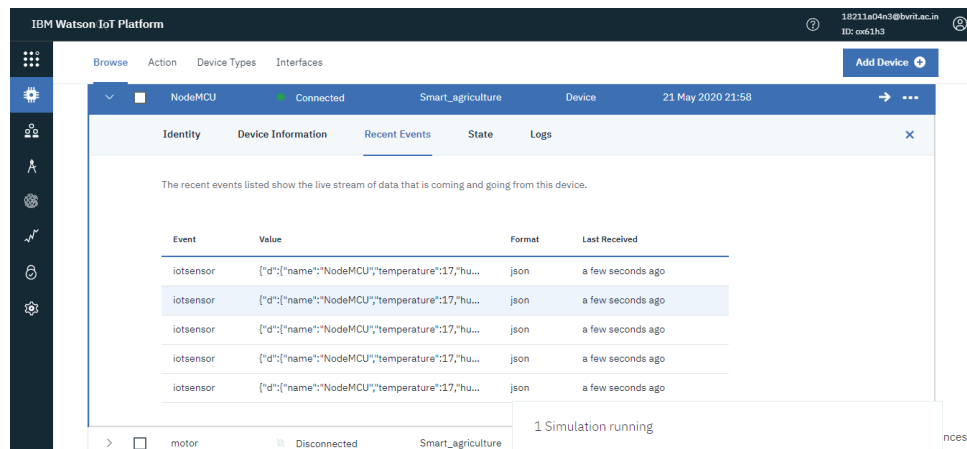 IBM Watson IoT Platform
18211a04n3@bvrit.ac.in
ID: ox61h3
Browse Action Device Types Interfaces
Add Device
NodeMCU Connected Smart_agriculture Device 21 May 2020 21:58
Identity Device Information Recent Events State Logs
The recent events listed show the live stream of data that is coming and going from this device.
Event Value Format Last Received
iotsensor {"d":{"name":"NodeMCU","temperature":17,"hu... json a few seconds ago
iotsensor {"d":{"name":"NodeMCU","temperature":17,"hu... json a few seconds ago
iotsensor {"d":{"name":"NodeMCU","temperature":17,"hu... json a few seconds ago
iotsensor {"d":{"name":"NodeMCU","temperature":17,"hu... json a few seconds ago
iotsensor {"d":{"name":"NodeMCU","temperature":17,"hu... json a few seconds ago
1 Simulation running
motor Disconnected Smart_agriculture
nces